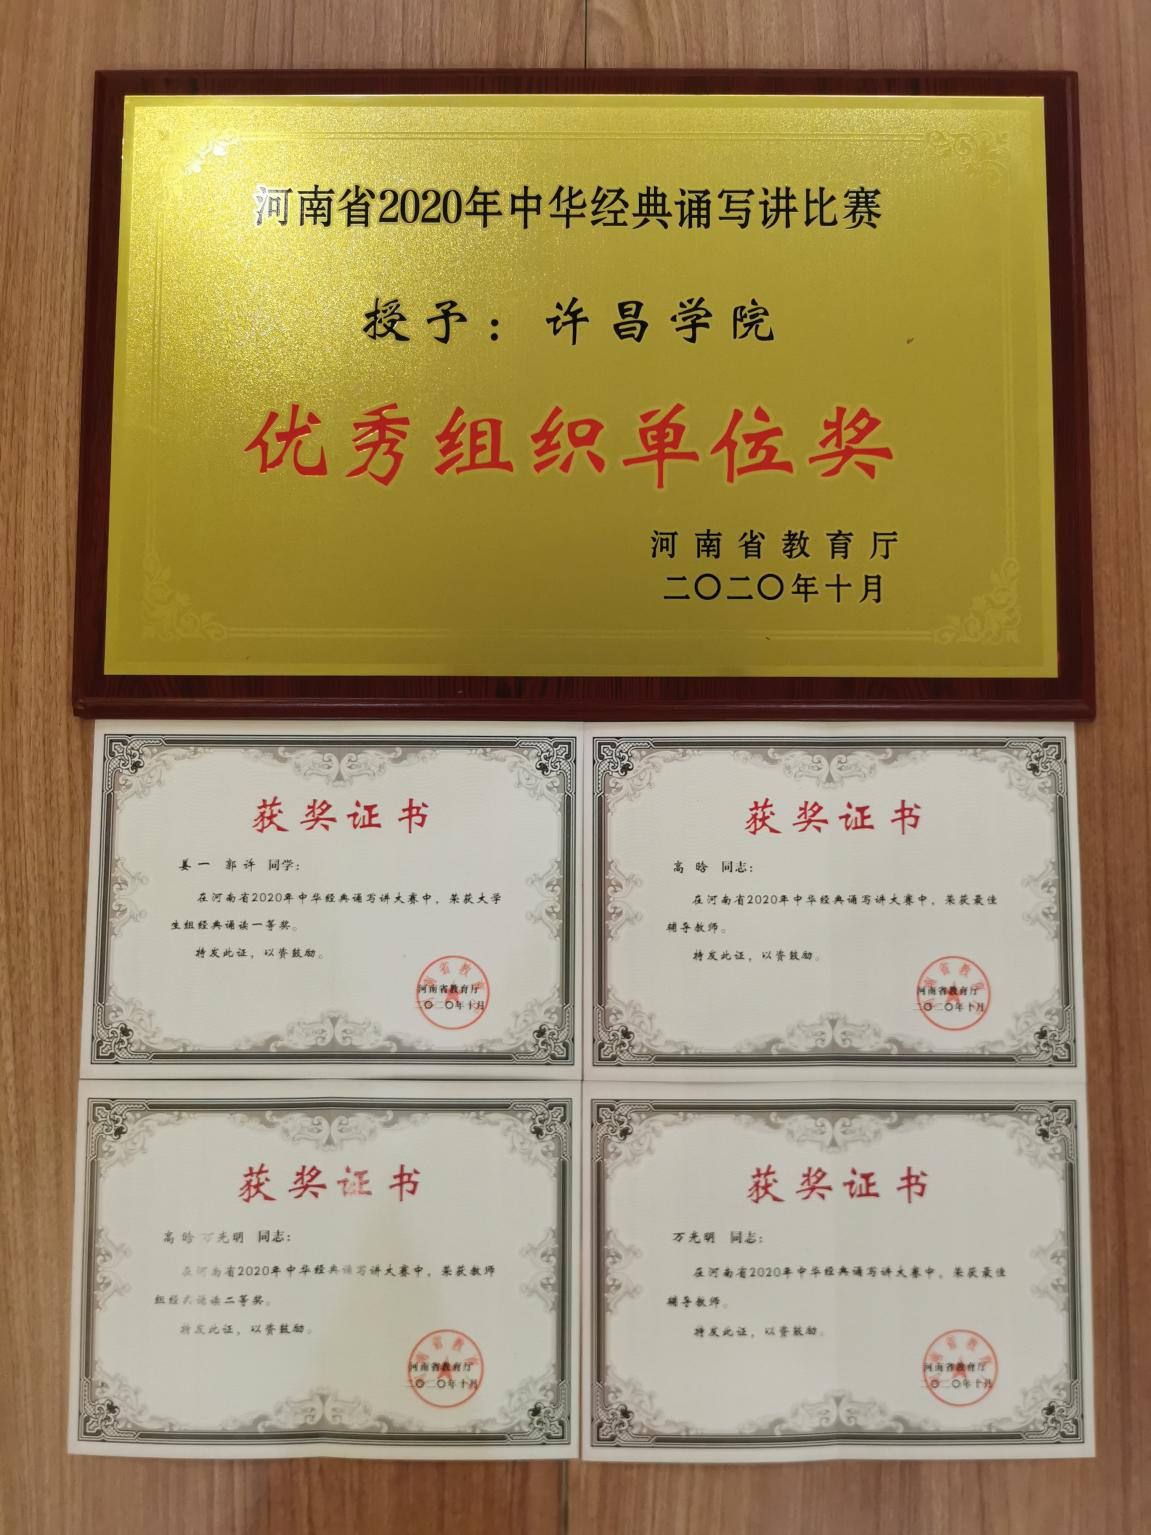 河南省2020年中华经典诵写讲比赛
授予：许昌学院
优秀组织单位奖
河南省教育厅
二〇二〇年十月
获奖证书
姜一 郭许 同学：
在河南省2020年中华经典诵写讲大赛中，荣获大学
生组经典诵读一等奖。
特发此证，以资鼓励。
河南省教育厅
二〇二〇年十月
获奖证书
高晗 同志：
在河南省2020年中华经典诵写讲大赛中，荣获最佳
辅导教师。
特发此证，以资鼓励。
河南省教育厅
二〇二〇年十月
获奖证书
高晗 万光明 同志：
在河南省2020年中华经典诵写讲大赛中，荣获教师
组经典诵读二等奖。
特发此证，以资鼓励。
河南省教育厅
二〇二〇年十月
获奖证书
万光明 同志：
在河南省2020年中华经典诵写讲大赛中，荣获最佳
辅导教师。
特发此证，以资鼓励。
河南省教育厅
二〇二〇年十月